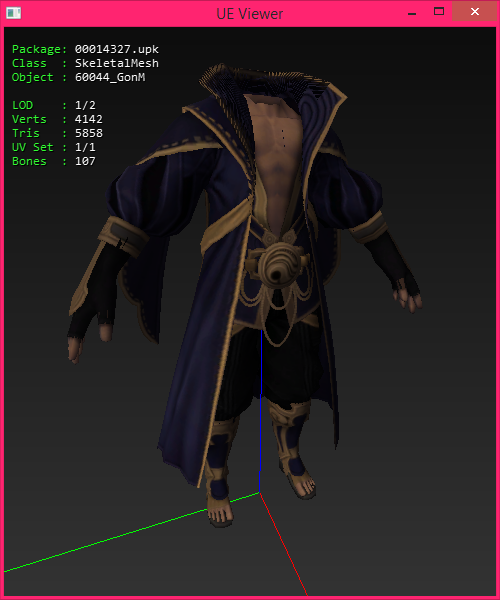 UE Viewer
Package: 00014327.upk
Class  : SkeletalMesh
Object : 60044_GonM
LOD    : 1/2
Verts  : 4142
Tris   : 5858
UV Set : 1/1
Bones  : 107